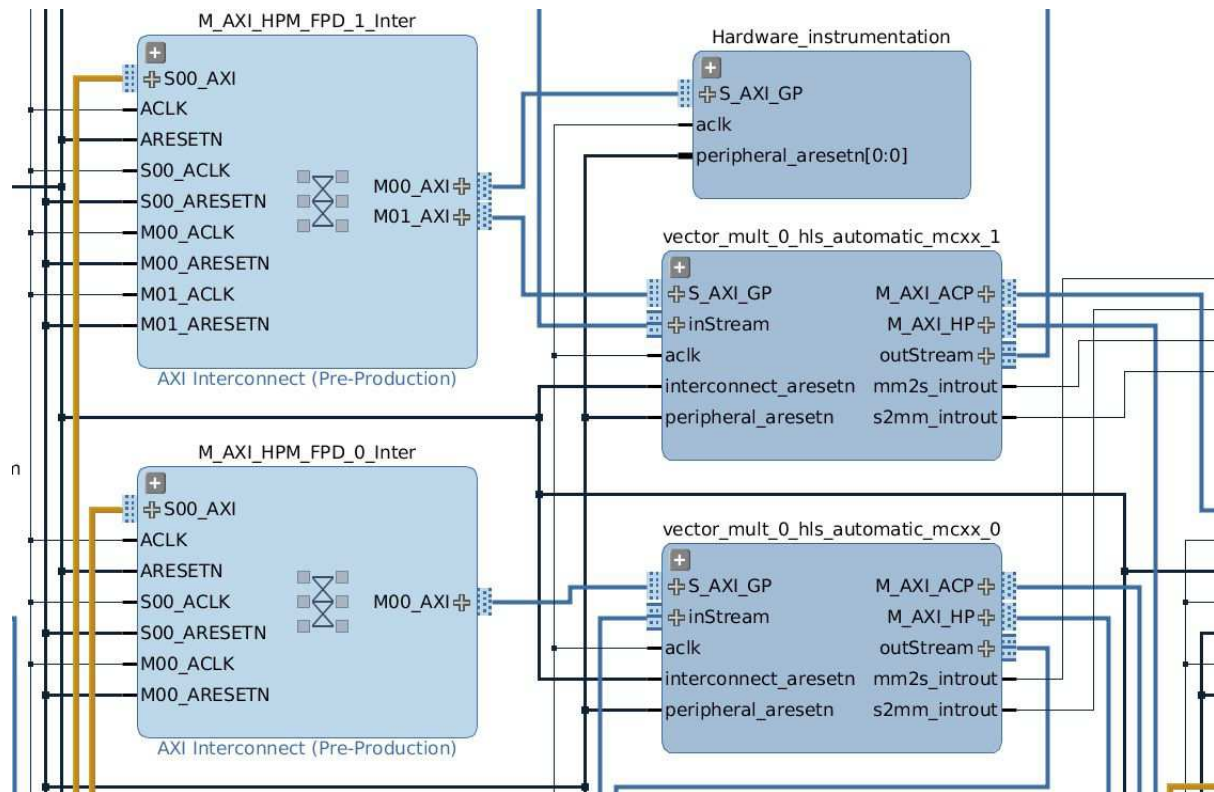 M_AXI_HPM_FPD_1_Inter
S00_AXI
ACLK
ARESETN
S00_ACLK
S00_ARESETN
M00_ACLK
M00_ARESETN
M01_ACLK
M01_ARESETN
M00_AXI
M01_AXI
AXI Interconnect (Pre-Production)
Hardware_instrumentation
S_AXI_GP
aclk
peripheral_aresetn[0:0]
vector_mult_0_hls_automatic_mcxx_1
S_AXI_GP
inStream
aclk
interconnect_aresetn
peripheral_aresetn
M_AXI_ACP
M_AXI_HP
outStream
mm2s_introut
s2mm_introut
n
M_AXI_HPM_FPD_0_Inter
S00_AXI
ACLK
ARESETN
S00_ACLK
S00_ARESETN
M00_ACLK
M00_ARESETN
M00_AXI
AXI Interconnect (Pre-Production)
vector_mult_0_hls_automatic_mcxx_0
S_AXI_GP
inStream
aclk
interconnect_aresetn
peripheral_aresetn
M_AXI_ACP
M_AXI_HP
outStream
mm2s_introut
s2mm_introut